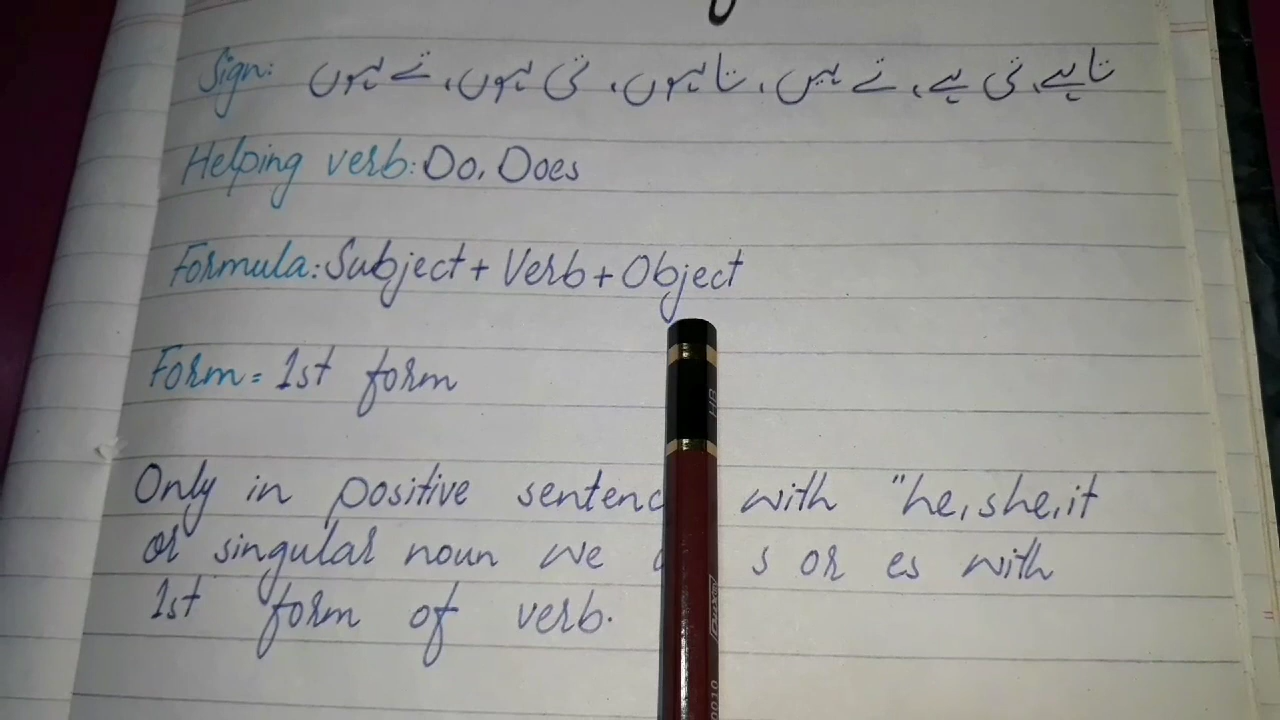 Sign: تا ہے، تی ہے، تے ہیں، تا ہوں، تی ہوں، تے ہوں
Helping verb: Do, Does
Formula: Subject + Verb + Object
Form = 1st form
Only in positive with "he, she, it
or singular noun we s or es with
1st form of verb.
HB